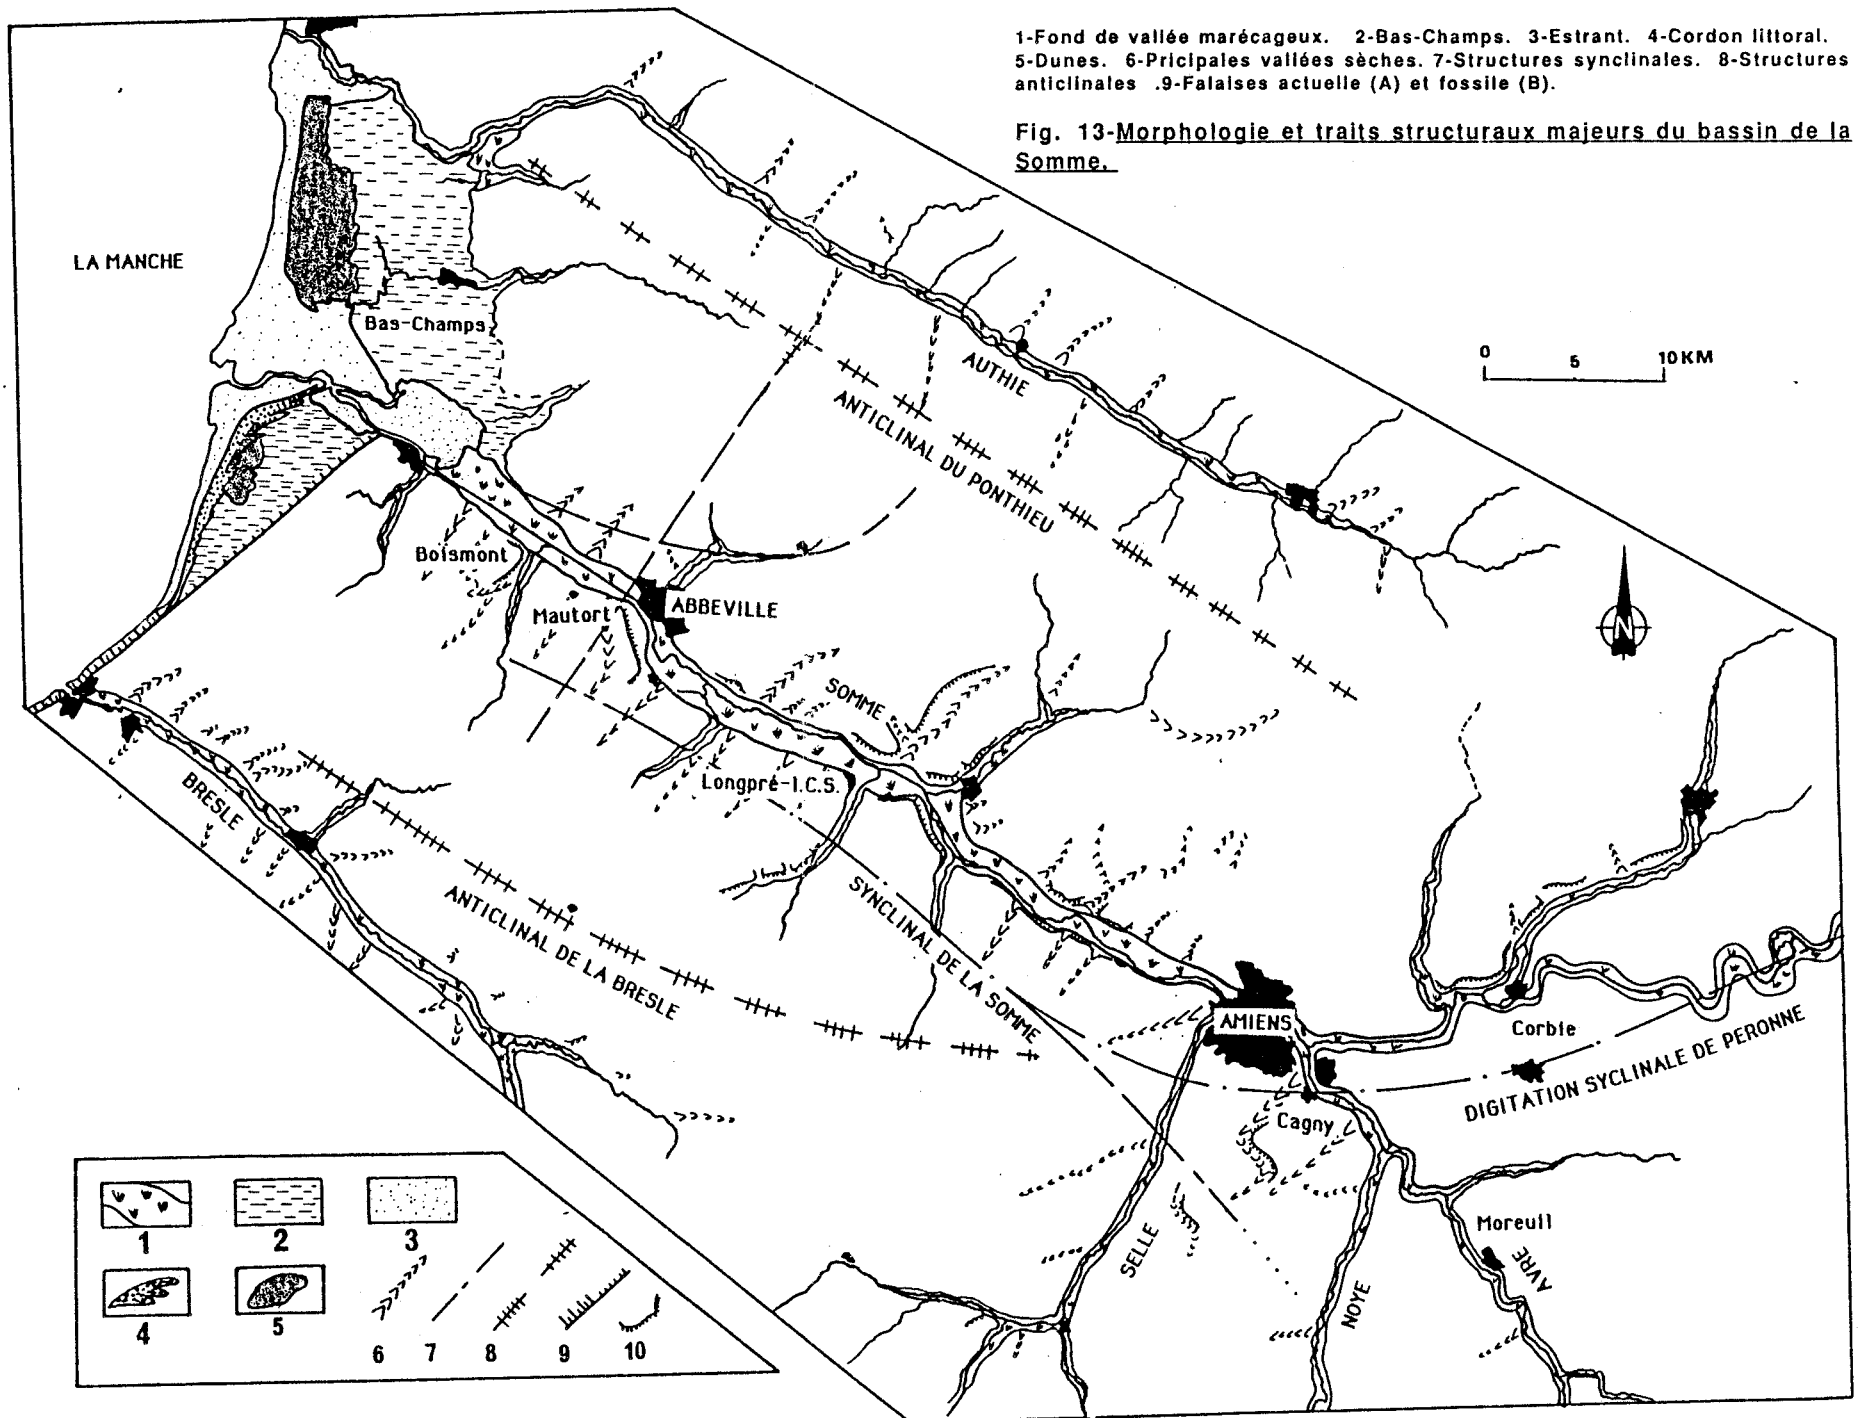 1-Fond de vallée marécageux. 2-Bas-Champs. 3-Estrant. 4-Cordon littoral.
5-Dunes. 6-Pricipales vallées sèches. 7-Structures synclinales. 8-Structures
anticlinales .9-Falaises actuelle (A) et fossile (B).
Fig. 13-Morphologie et traits structuraux majeurs du bassin de la
Somme.
LA MANCHE
Bas-Champs
0 5 10 KM
AUTHIE
ANTICLINAL DU PONTHIEU
Boismont
Mautort
ABBEVILLE
N
SOMME
Longpré-l.C.S.
BRESLE
ANTICLINAL DE LA BRESLE
SYNCLINAL DE LA SOMME
AMIENS
Corbie
DIGITATION SYCLINALE DE PERONNE
Cagny
SELLE
NOYE
Moreuil
AVRE
1 2 3
4 5
6 7 8 9 10